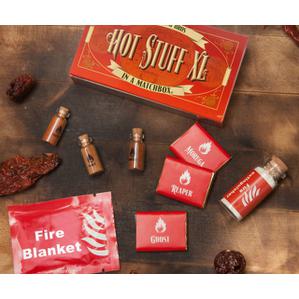 HOT STUFF XL
IN A MATCHBOX
MORUGA
REAPER
GHOST
Fire
Blanket